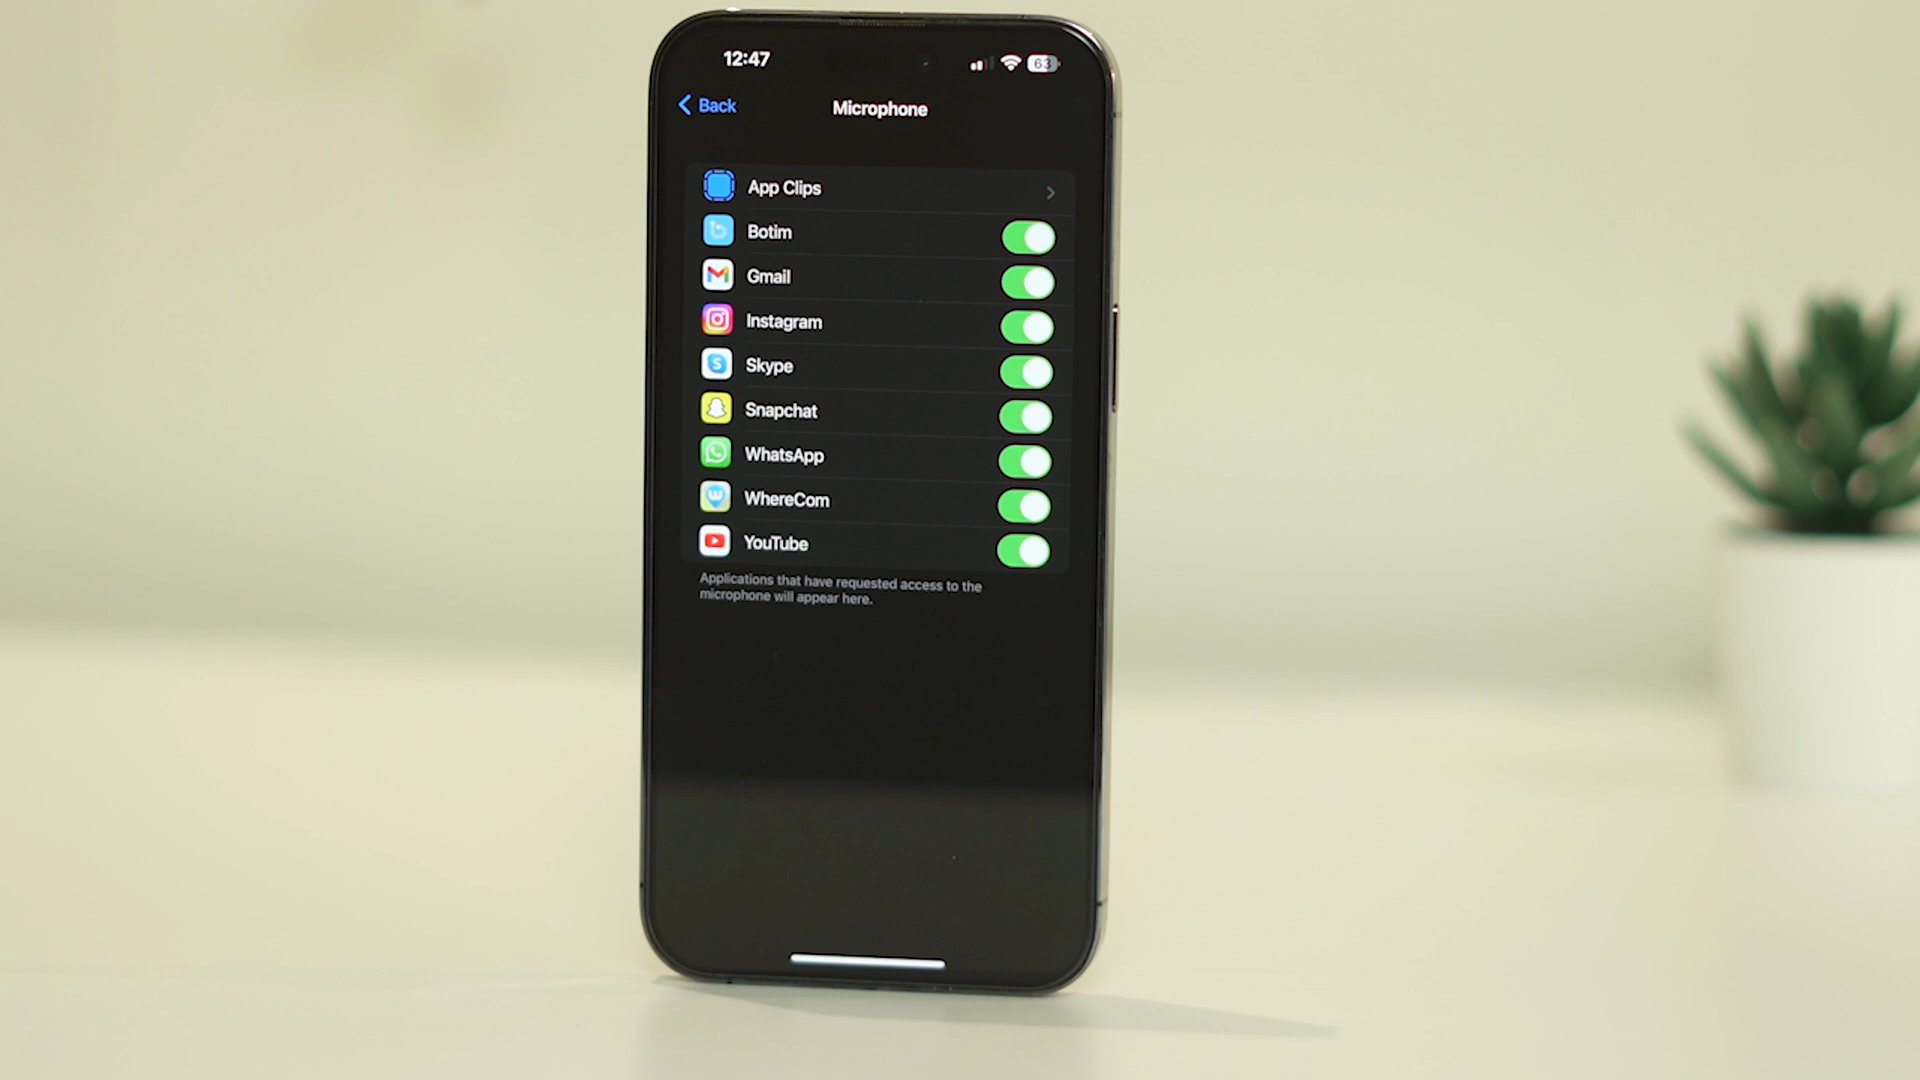 12:47
63
Back
Microphone
App Clips
Botim
Gmail
Instagram
Skype
Snapchat
WhatsApp
WhereCom
YouTube
Applications that have requested access to the
microphone will appear here.